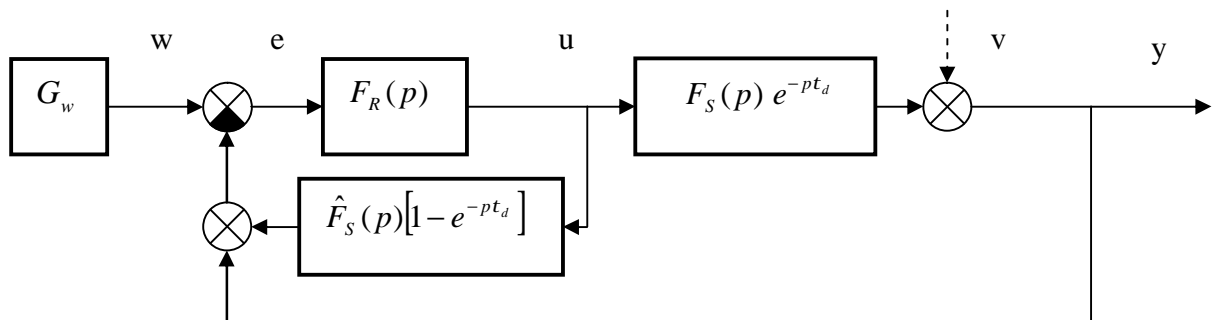 w e u v y
G_w
F_R(p)
F_S(p) e^{-pt_d}
\hat{F}_S(p)[1 - e^{-pt_d}]